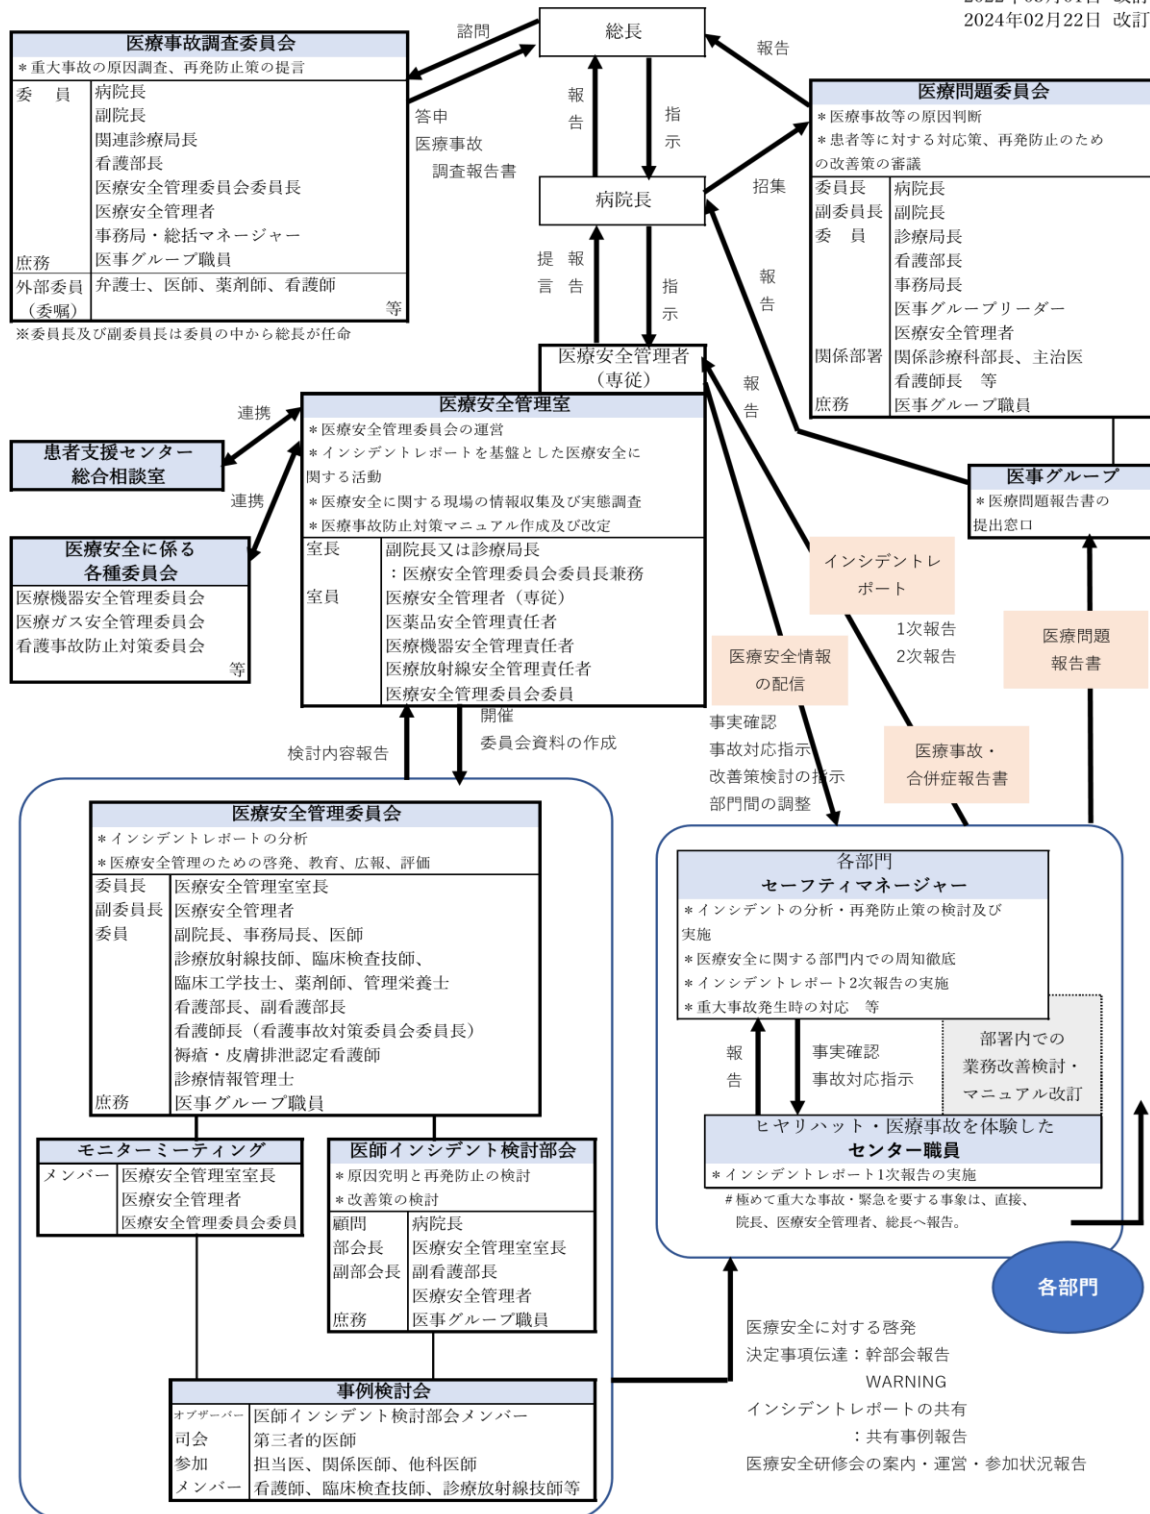 2024年02月22日 改訂
医療事故調査委員会
＊重大事故の原因調査、再発防止策の提言
委　員　病院長
副院長
関連診療局長
看護部長
医療安全管理委員会委員長
医療安全管理者
事務局・総括マネージャー
庶務　医事グループ職員
外部委員　弁護士、医師、薬剤師、看護師
（委嘱）　等
※委員長及び副委員長は委員の中から総長が任命
諮問
答申
医療事故
調査報告書
総長
報告
指示
病院長
提言
報告
指示
報告
招集
医療問題委員会
＊医療事故等の原因判断
＊患者等に対する対応策、再発防止のため
の改善策の審議
委員長　病院長
副委員長　副院長
委　員　診療局長
看護部長
事務局長
医事グループリーダー
医療安全管理者
関係部署　関係診療科部長、主治医
看護師長　等
庶務　医事グループ職員
報告
医療安全管理者
（専従）
報告
医療安全管理室
＊医療安全管理委員会の運営
＊インシデントレポートを基盤とした医療安全に
関する活動
＊医療安全に関する現場の情報収集及び実態調査
＊医療事故防止対策マニュアル作成及び改定
室長　副院長又は診療局長
：医療安全管理委員会委員長兼務
室員　医療安全管理者（専従）
医薬品安全管理責任者
医療機器安全管理責任者
医療放射線安全管理責任者
医療安全管理委員会委員
連携
患者支援センター
総合相談室
連携
医療安全に係る
各種委員会
医療機器安全管理委員会
医療ガス安全管理委員会
看護事故防止対策委員会
等
医事グループ
＊医療問題報告書の
提出窓口
インシデントレ
ポート
1次報告
2次報告
医療問題
報告書
医療安全情報
の配信
事実確認
事故対応指示
改善策検討の指示
部門間の調整
医療事故・
合併症報告書
検討内容報告
開催
委員会資料の作成
医療安全管理委員会
＊インシデントレポートの分析
＊医療安全管理のための啓発、教育、広報、評価
委員長　医療安全管理室室長
副委員長　医療安全管理者
委員　副院長、事務局長、医師
診療放射線技師、臨床検査技師、
臨床工学技士、薬剤師、管理栄養士
看護部長、副看護部長
看護師長（看護事故対策委員会委員長）
褥瘡・皮膚排泄認定看護師
診療情報管理士
庶務　医事グループ職員
モニターミーティング
メンバー　医療安全管理室室長
医療安全管理者
医療安全管理委員会委員
医師インシデント検討部会
＊原因究明と再発防止の検討
＊改善策の検討
顧問　病院長
部会長　医療安全管理室室長
副部会長　副看護部長
医療安全管理者
庶務　医事グループ職員
事例検討会
オブザーバー　医師インシデント検討部会メンバー
司会　第三者的医師
参加　担当医、関係医師、他科医師
メンバー　看護師、臨床検査技師、診療放射線技師等
各部門
セーフティマネージャー
＊インシデントの分析・再発防止策の検討及び
実施
＊医療安全に関する部門内での周知徹底
＊インシデントレポート2次報告の実施
＊重大事故発生時の対応　等
報告
事実確認
事故対応指示
部署内での
業務改善検討・
マニュアル改訂
ヒヤリハット・医療事故を体験した
センター職員
＊インシデントレポート1次報告の実施
＃極めて重大な事故・緊急を要する事象は、直接、
院長、医療安全管理者、総長へ報告。
各部門
医療安全に対する啓発
決定事項伝達：幹部会報告
WARNING
インシデントレポートの共有
：共有事例報告
医療安全研修会の案内・運営・参加状況報告